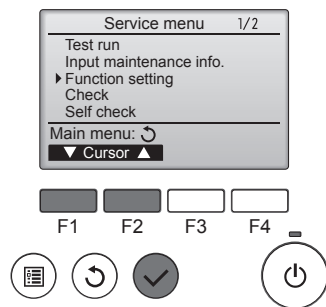 Service menu 1/2
Test run
Input maintenance info.
Function setting
Check
Self check
Main menu:
▼ Cursor ▲
F1 F2 F3 F4